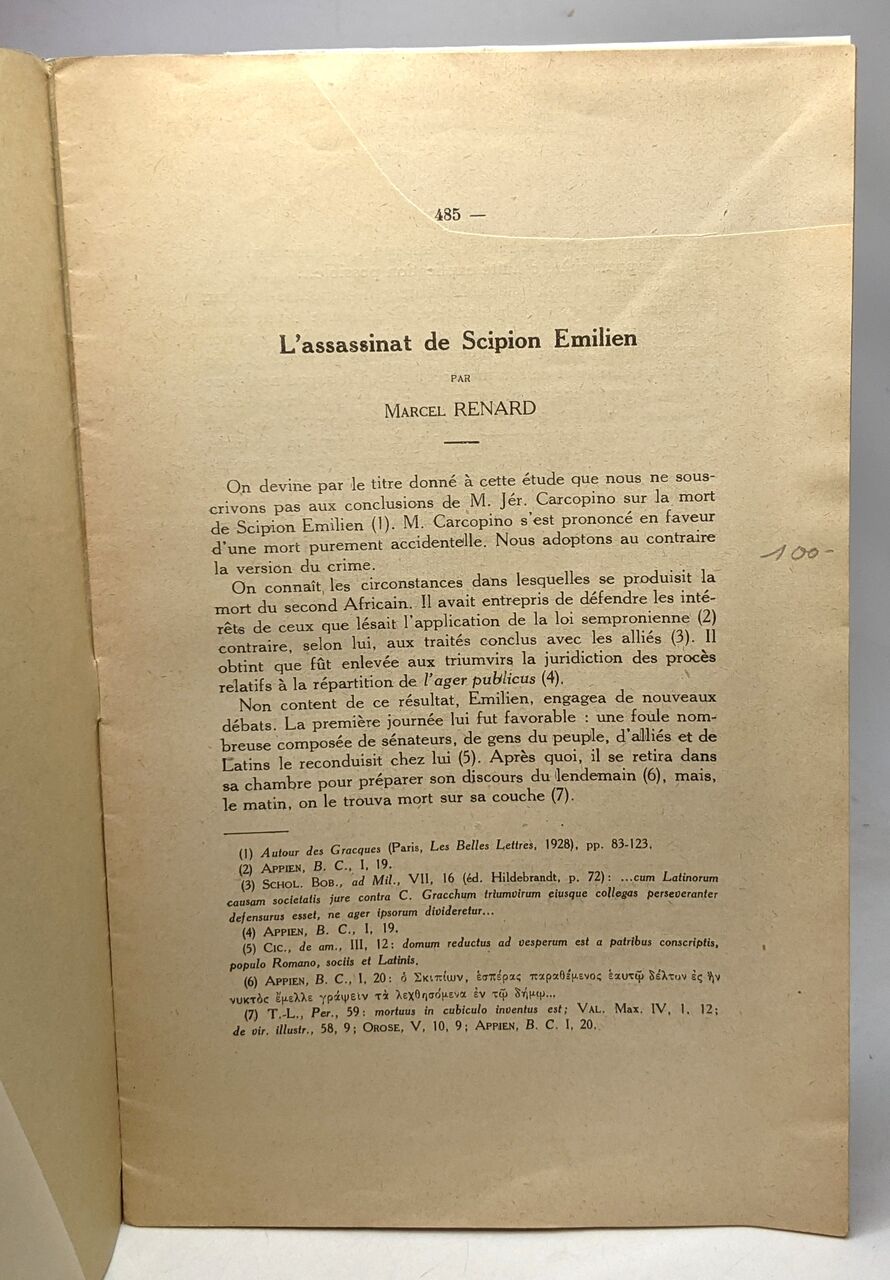 485 —
L'assassinat de Scipion Emilien
PAR
MARCEL RENARD
On devine par le titre donné à cette étude que nous ne sous-
crivons pas aux conclusions de M. Jér. Carcopino sur la mort
de Scipion Emilien (1). M. Carcopino s'est prononcé en faveur
d'une mort purement accidentelle. Nous adoptons au contraire
la version du crime.
100-
On connaît les circonstances dans lesquelles se produisit la
mort du second Africain. Il avait entrepris de défendre les inté-
rêts de ceux que lésait l'application de la loi sempronienne (2)
contraire, selon lui, aux traités conclus avec les alliés (3). Il
obtint que fût enlevée aux triumvirs la juridiction des procès
relatifs à la répartition de l'ager publicus (4).
Non content de ce résultat, Emilien, engagea de nouveaux
débats. La première journée lui fut favorable : une foule nom-
breuse composée de sénateurs, de gens du peuple, d'alliés et de
Latins le reconduisit chez lui (5). Après quoi, il se retira dans
sa chambre pour préparer son discours du lendemain (6), mais,
le matin, on le trouva mort sur sa couche (7).
(1) Autour des Gracques (Paris, Les Belles Lettres, 1928), pp. 83-123.
(2) APPIEN, B. C., I, 19.
(3) SCHOL. BOB., ad Mil., VII, 16 (éd. Hildebrandt, p. 72) : ...cum Latinorum
causam societatis jure contra C. Gracchum triumvirum eiusque collegas perseveranter
defensurus esset, ne ager ipsorum divideretur...
(4) APPIEN, B. C., I, 19.
(5) CIC., de am., III, 12 : domum reductus ad vesperum est a patribus conscriptis,
populo Romano, sociis et Latinis.
(6) APPIEN, B. C., I, 20 : ὁ Σκιπίων, ἑσπέρας παραθέμενος ἑαυτῷ δέλτον ἐς ἣν
νυκτὸς ἔμελλε γράψειν τὰ λεχθησόμενα ἐν τῷ δήμῳ...
(7) T.-L., Per., 59 : mortuus in cubiculo inventus est; VAL. MAX. IV, 1, 12;
de vir. illustr., 58, 9; OROSE, V, 10, 9; APPIEN, B. C. I, 20.